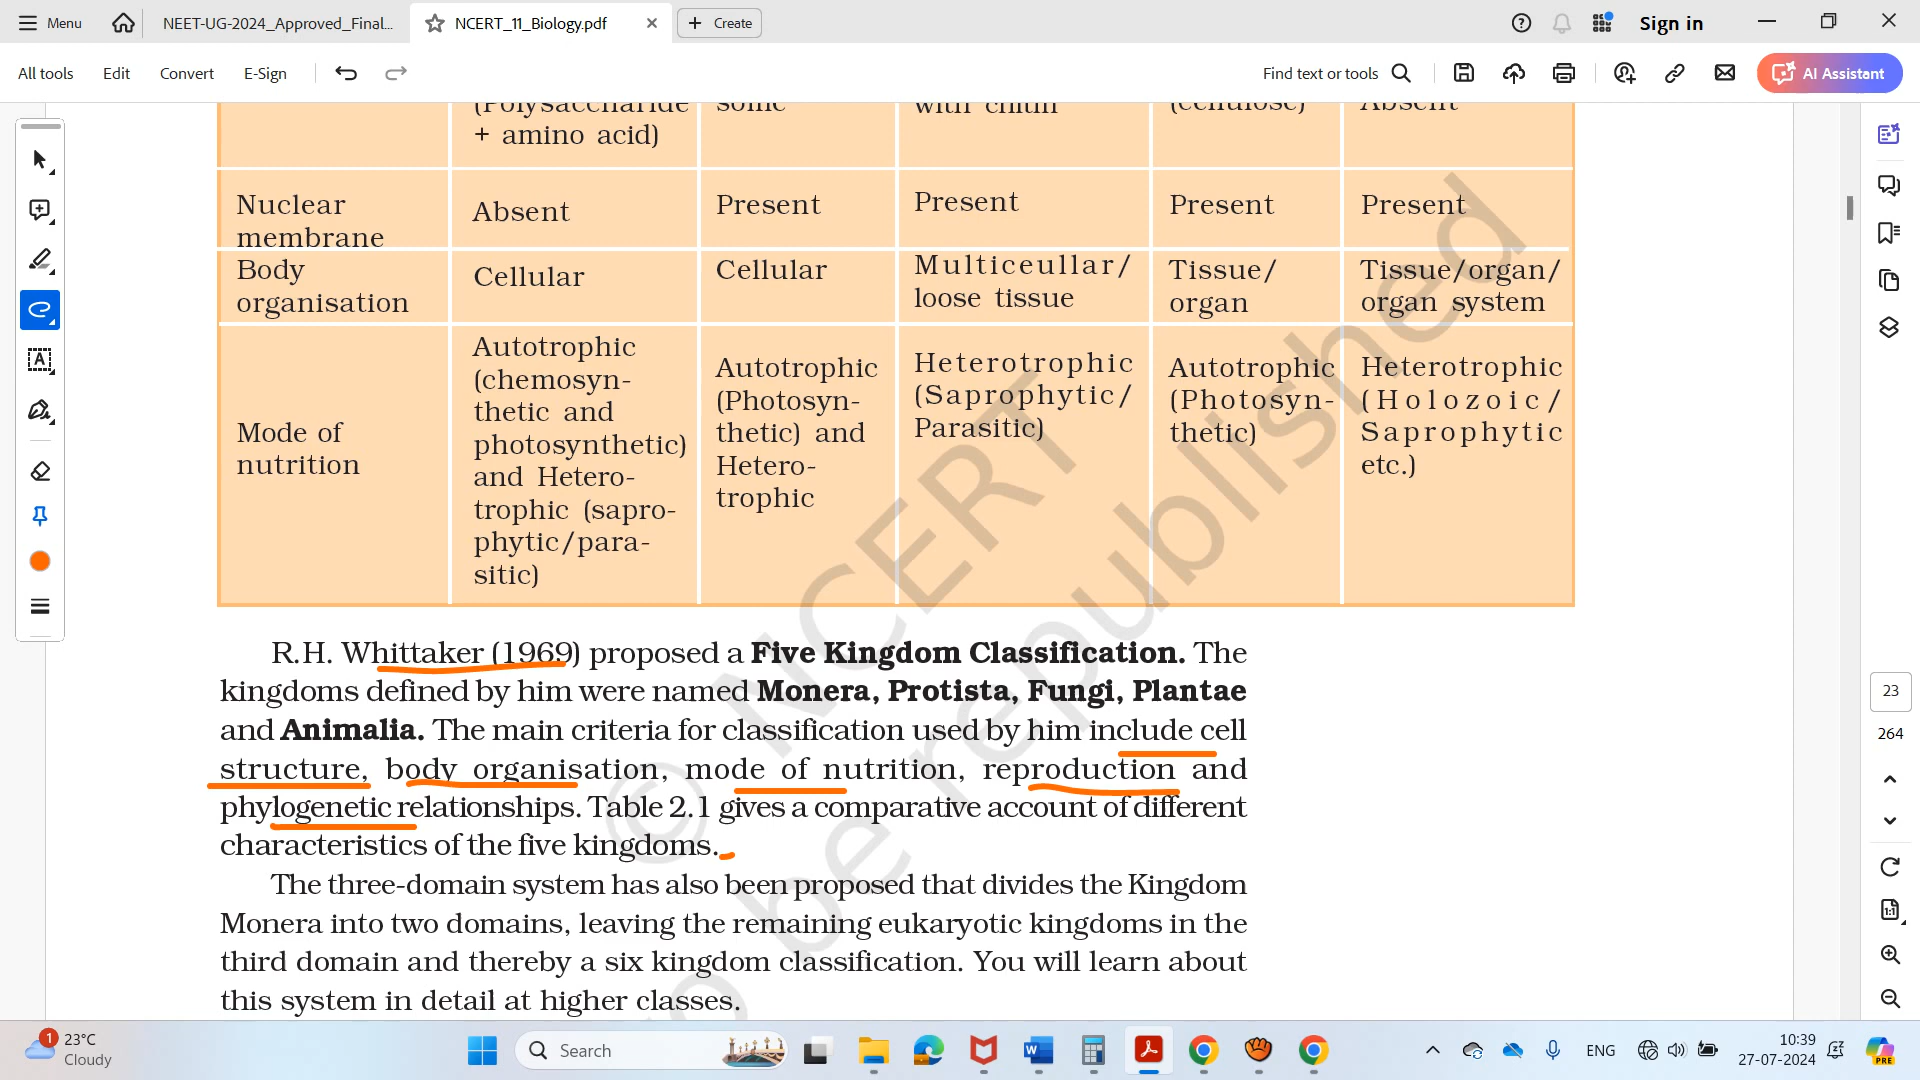 Menu NEET-UG-2024_Approved_Final... NCERT_11_Biology.pdf Create Sign in
All tools Edit Convert E-Sign Find text or tools AI Assistant
(Polysaccharide with chitin (cellulose) Absent
+ amino acid)
Nuclear membrane
Absent
Present
Present
Present
Present
Body organisation
Cellular
Cellular
Multiceullar/
loose tissue
Tissue/
organ
Tissue/organ/
organ system
Mode of
nutrition
Autotrophic
(chemosyn-
thetic and
photosynthetic)
and Hetero-
trophic (sapro-
phytic/para-
sitic)
Autotrophic
(Photosyn-
thetic) and
Hetero-
trophic
Heterotrophic
(Saprophytic/
Parasitic)
Autotrophic
(Photosyn-
thetic)
Heterotrophic
(Holozoic/
Saprophytic
etc.)
R.H. Whittaker (1969) proposed a Five Kingdom Classification. The
kingdoms defined by him were named Monera, Protista, Fungi, Plantae
and Animalia. The main criteria for classification used by him include cell
structure, body organisation, mode of nutrition, reproduction and
phylogenetic relationships. Table 2.1 gives a comparative account of different
characteristics of the five kingdoms.
The three-domain system has also been proposed that divides the Kingdom
Monera into two domains, leaving the remaining eukaryotic kingdoms in the
third domain and thereby a six kingdom classification. You will learn about
this system in detail at higher classes.
© NCERT
be republished
23
264
1
23°C
Cloudy
Search
ENG
10:39
27-07-2024
PRE